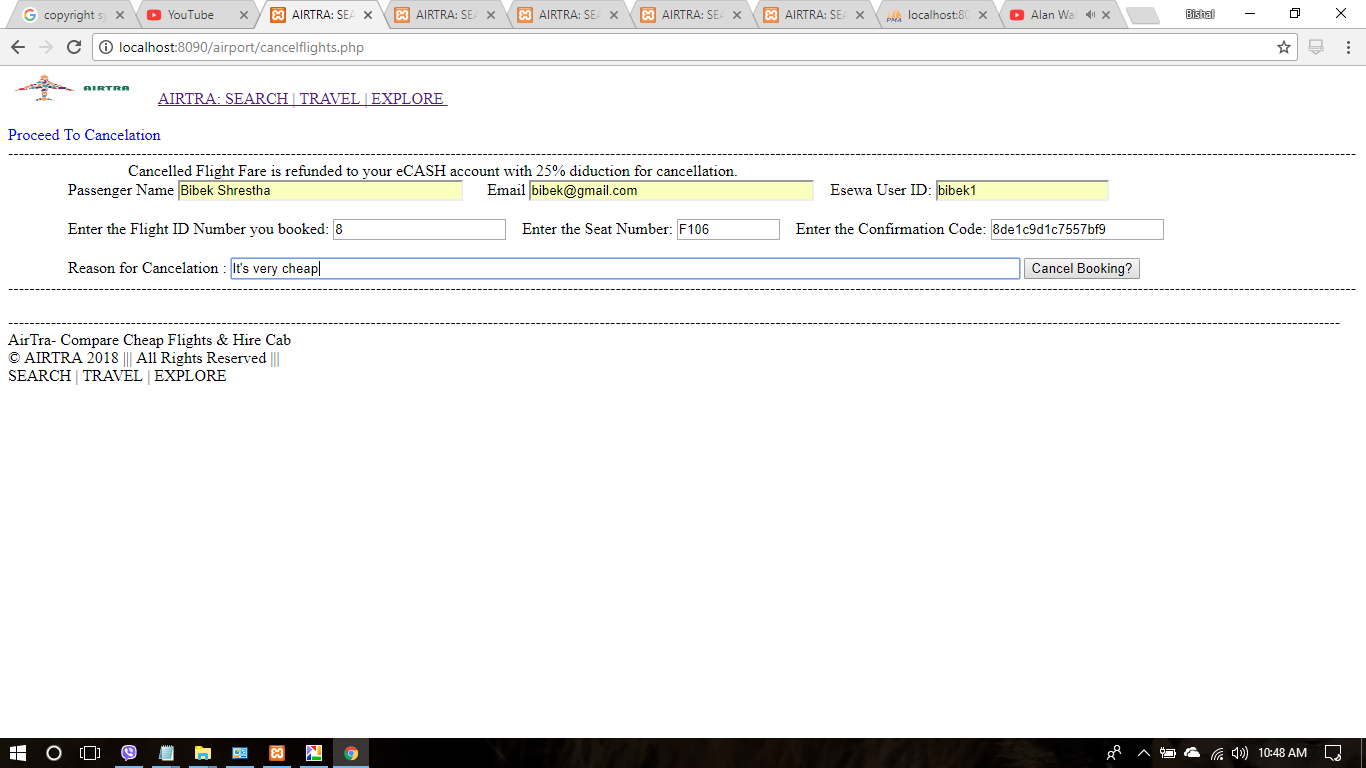 copyright sy
YouTube
AIRTRA: SEA
AIRTRA: SEA
AIRTRA: SEA
AIRTRA: SEA
AIRTRA: SEA
localhost:80
Alan Wa
Bishal
localhost:8090/airport/cancelflights.php
AIRTRA
AIRTRA: SEARCH | TRAVEL | EXPLORE
Proceed To Cancelation
Cancelled Flight Fare is refunded to your eCASH account with 25% diduction for cancellation.
Passenger Name Bibek Shrestha Email bibek@gmail.com Esewa User ID: bibek1
Enter the Flight ID Number you booked: 8 Enter the Seat Number: F106 Enter the Confirmation Code: 8de1c9d1c7557bf9
Reason for Cancelation : It's very cheap Cancel Booking?
AirTra- Compare Cheap Flights & Hire Cab
© AIRTRA 2018 ||| All Rights Reserved |||
SEARCH | TRAVEL | EXPLORE
10:48 AM